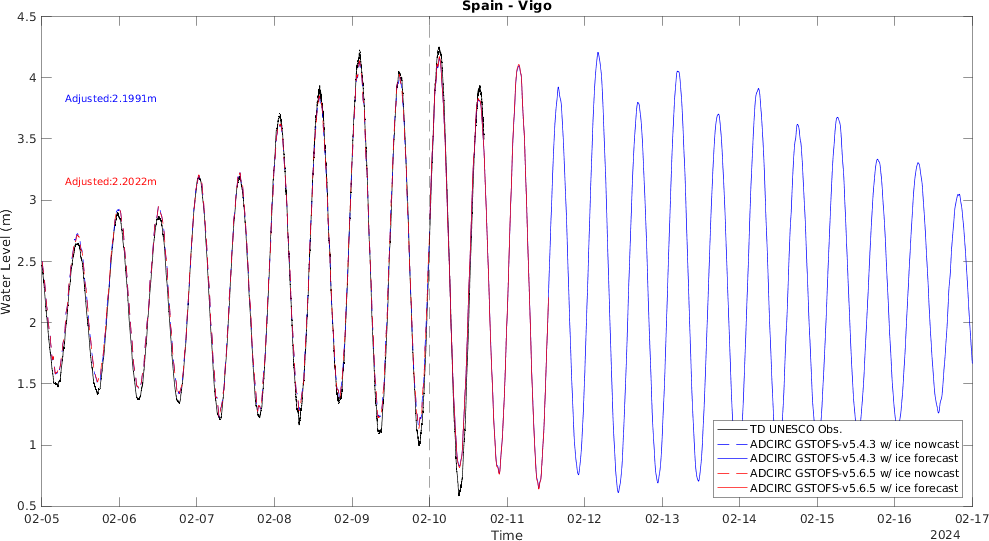 Spain - Vigo
4.5
4
3.5
3
2.5
2
1.5
1
0.5
Water Level (m)
Adjusted:2.1991m
Adjusted:2.2022m
TD UNESCO Obs.
ADCIRC GSTOFS-v5.4.3 w/ ice nowcast
ADCIRC GSTOFS-v5.4.3 w/ ice forecast
ADCIRC GSTOFS-v5.6.5 w/ ice nowcast
ADCIRC GSTOFS-v5.6.5 w/ ice forecast
02-05 02-06 02-07 02-08 02-09 02-10 02-11 02-12 02-13 02-14 02-15 02-16 02-17
Time
2024